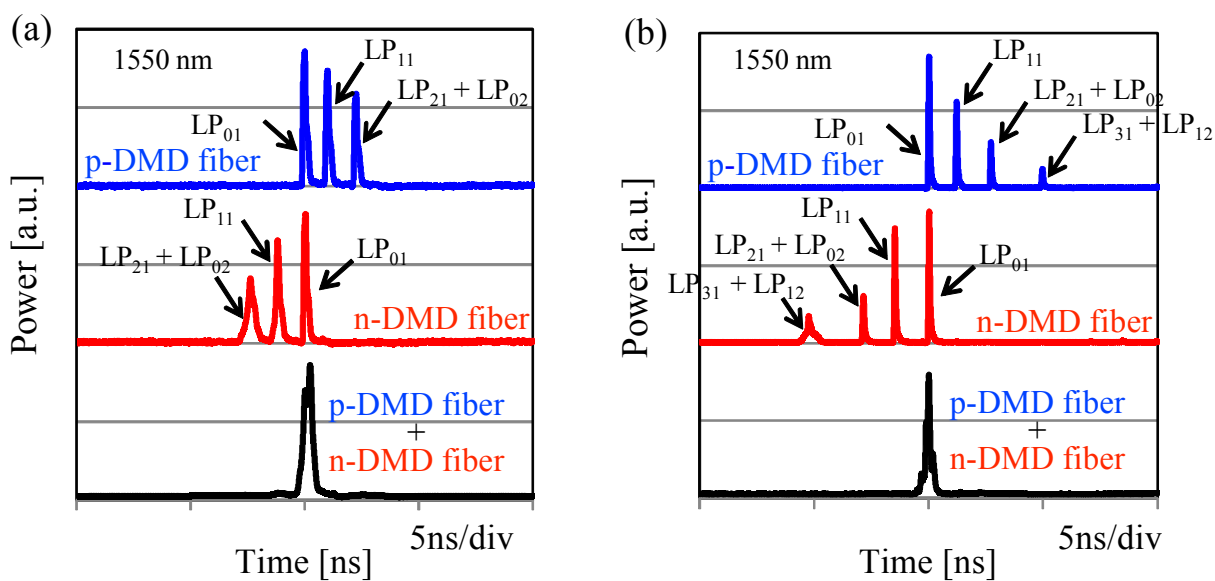 (a)
1550 nm
LP11
LP21 + LP02
LP01
p-DMD fiber
LP11
LP21 + LP02
LP01
n-DMD fiber
p-DMD fiber
+
n-DMD fiber
Power [a.u.]
5ns/div
Time [ns]
(b)
1550 nm
LP11
LP21 + LP02
LP31 + LP12
LP01
p-DMD fiber
LP11
LP21 + LP02
LP31 + LP12
LP01
n-DMD fiber
p-DMD fiber
+
n-DMD fiber
Power [a.u.]
5ns/div
Time [ns]